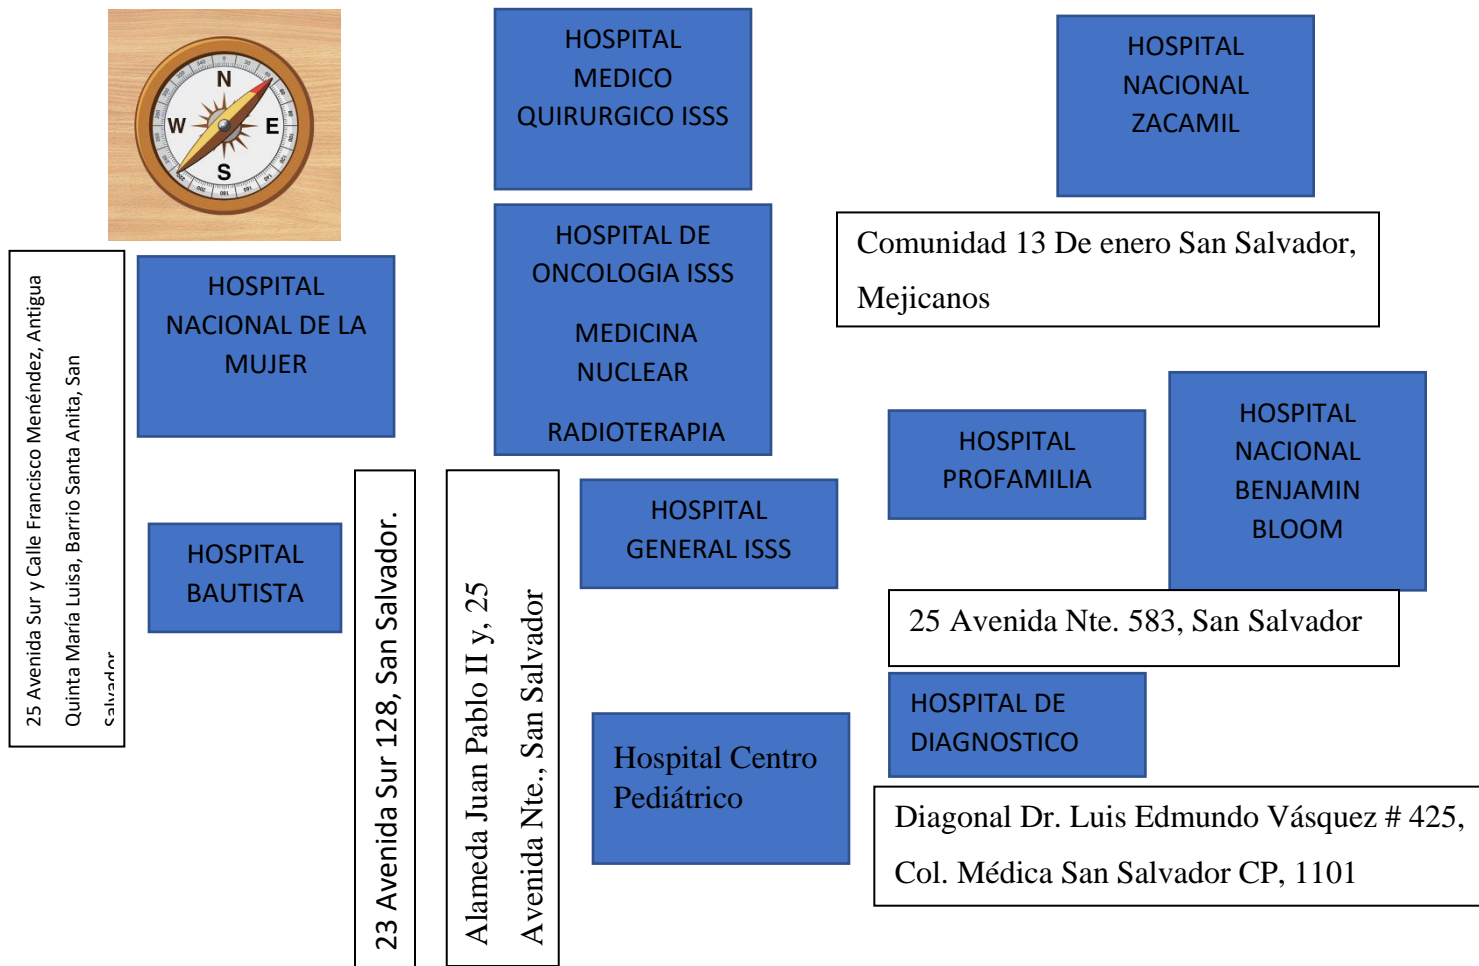 N
W
E
S
HOSPITAL
MEDICO
QUIRURGICO ISSS
HOSPITAL
NACIONAL
ZACAMIL
HOSPITAL DE
ONCOLOGIA ISSS
MEDICINA
NUCLEAR
RADIOTERAPIA
Comunidad 13 De enero San Salvador,
Mejicanos
25 Avenida Sur y Calle Francisco Menéndez, Antigua
Quinta María Luisa, Barrio Santa Anita, San
Salvador
HOSPITAL
NACIONAL DE LA
MUJER
HOSPITAL
PROFAMILIA
HOSPITAL
NACIONAL
BENJAMIN
BLOOM
HOSPITAL
BAUTISTA
23 Avenida Sur 128, San Salvador.
Alameda Juan Pablo II y, 25
Avenida Nte., San Salvador
HOSPITAL
GENERAL ISSS
25 Avenida Nte. 583, San Salvador
Hospital Centro
Pediátrico
HOSPITAL DE
DIAGNOSTICO
Diagonal Dr. Luis Edmundo Vásquez # 425,
Col. Médica San Salvador CP, 1101